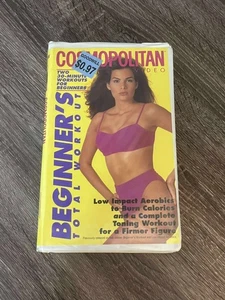 COSMOPOLITAN
GOODWILL
$0.97
VIDEO
TWO
30-MINUTE
WORKOUTS
FOR
BEGINNERS
BEGINNER'S
TOTAL WORKOUT
Low Impact Aerobics
to Burn Calories
and a Complete
Toning Workout
for a Firmer Figure